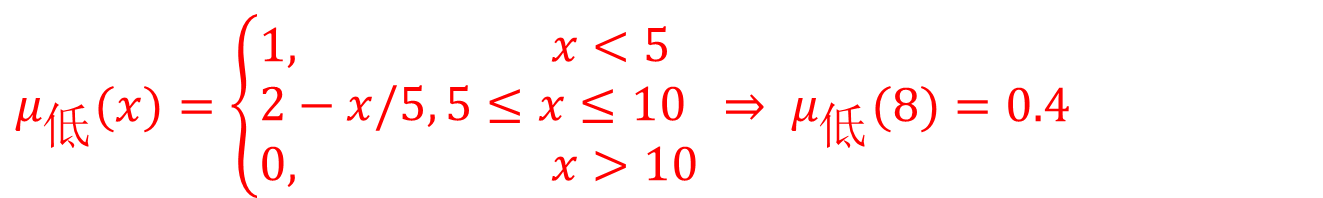 1, x < 5
μ低(x) = { 2 − x/5, 5 ≤ x ≤ 10 ⇒ μ低(8) = 0.4
0, x > 10